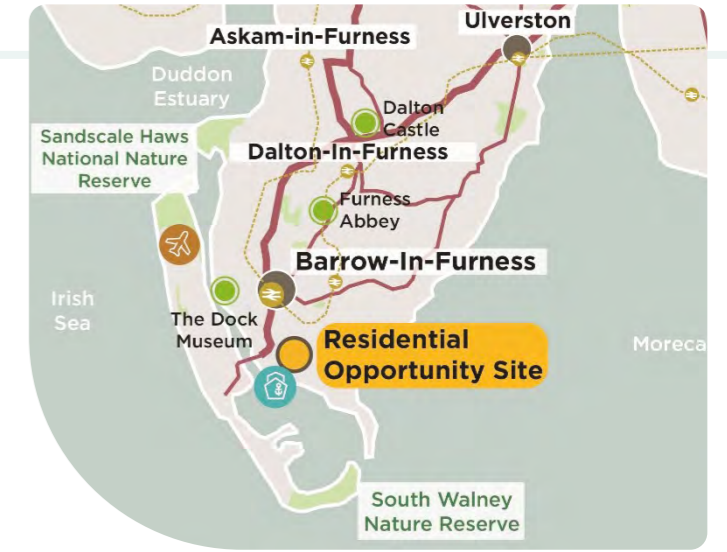 Ulverston
Askam-in-Furness
Duddon
Estuary
Dalton
Castle
Sandscale Haws
National Nature
Reserve
Dalton-In-Furness
Furness
Abbey
Barrow-In-Furness
Irish
Sea
The Dock
Museum
Residential
Opportunity Site
Moreca
South Walney
Nature Reserve